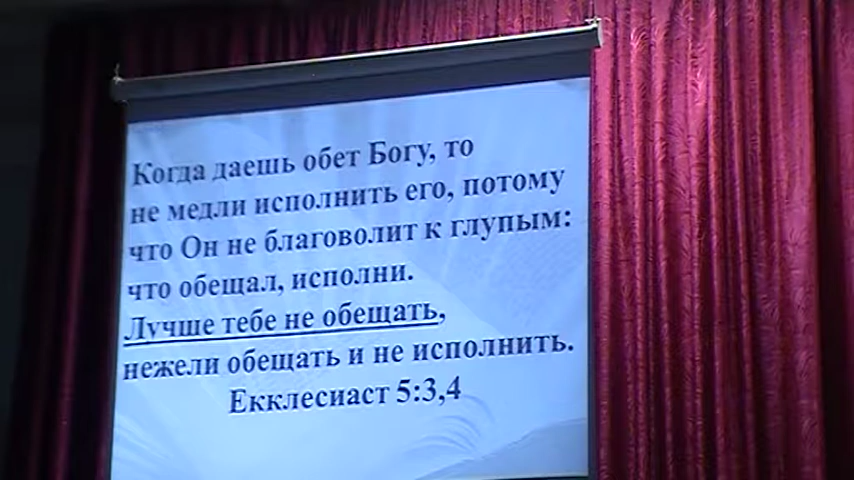 Когда даешь обет Богу, то
не медли исполнить его, потому
что Он не благоволит к глупым:
что обещал, исполни.
Лучше тебе не обещать,
нежели обещать и не исполнить.
Екклесиаст 5:3,4